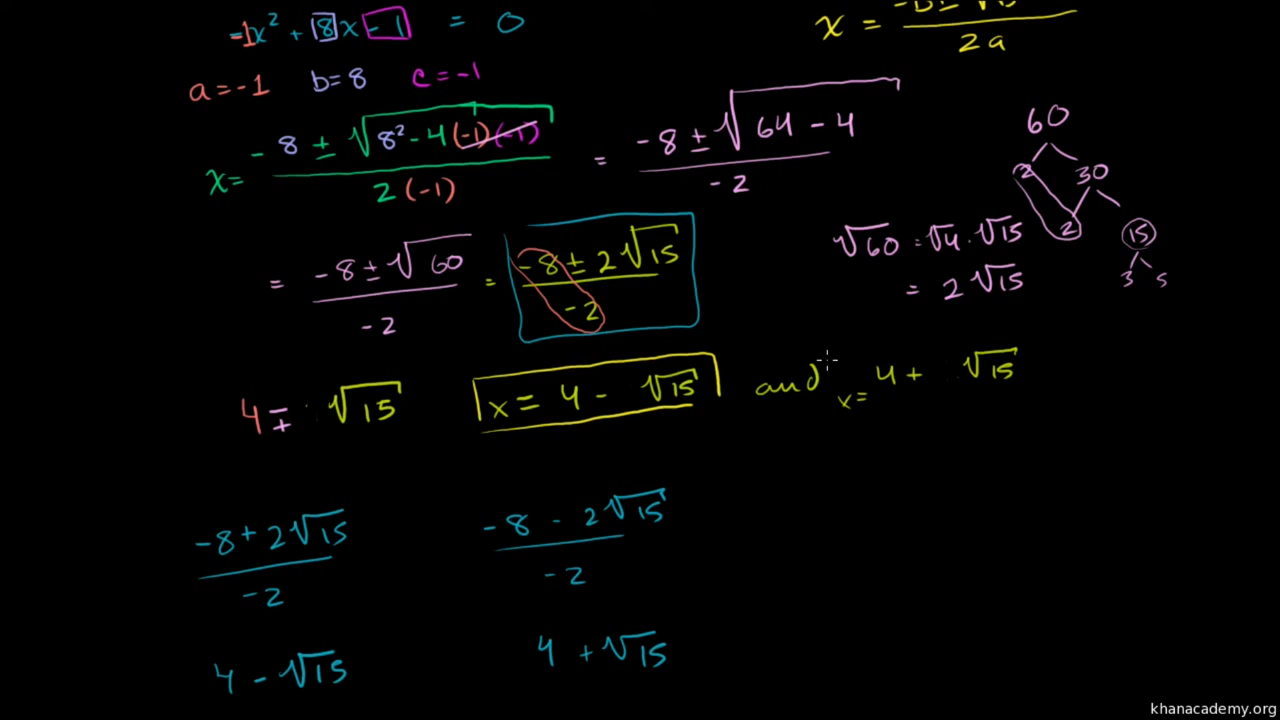 -1x² + 8x - 1 = 0
x = -b ± √b / 2a
a = -1 b = 8 c = -1
x = -8 ± √8² - 4(-1)(-1) / 2(-1) = -8 ± √64 - 4 / -2
60
2 30
2 15
3 5
√60 = √4 · √15
= 2√15
= -8 ± √60 / -2 = -8 ± 2√15 / -2
4 ∓ √15 x = 4 - √15 and x = 4 + √15
-8 + 2√15 / -2 -8 - 2√15 / -2
4 - √15 4 + √15
khanacademy.org